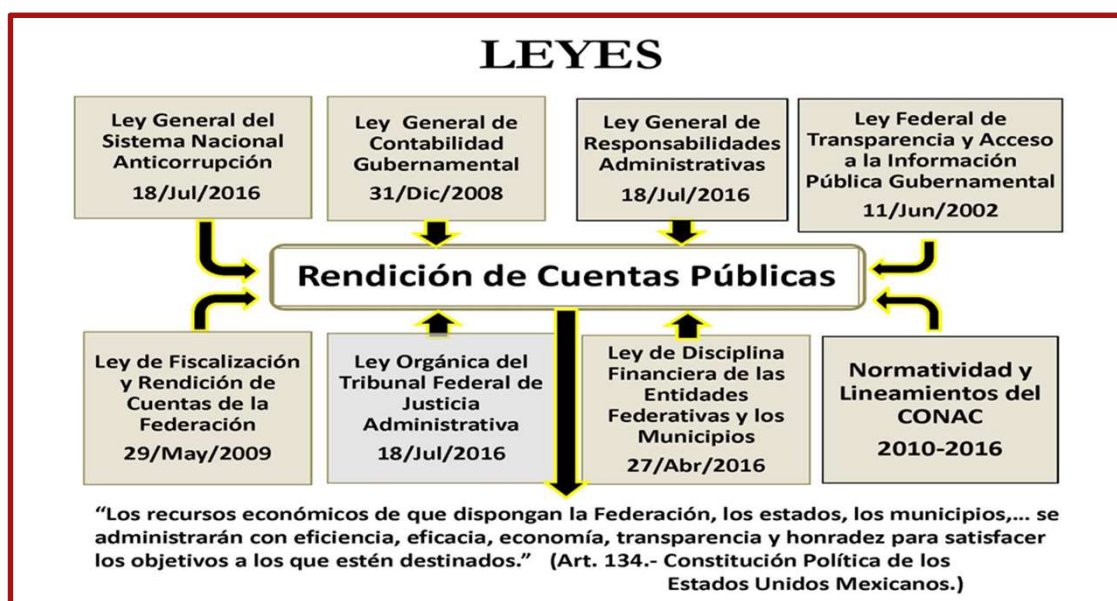 LEYES
Ley General del
Sistema Nacional
Anticorrupción
18/Jul/2016
Ley General de
Contabilidad
Gubernamental
31/Dic/2008
Ley General de
Responsabilidades
Administrativas
18/Jul/2016
Ley Federal de
Transparencia y Acceso
a la Información
Pública Gubernamental
11/Jun/2002
Rendición de Cuentas Públicas
Ley de Fiscalización
y Rendición de
Cuentas de la
Federación
29/May/2009
Ley Orgánica del
Tribunal Federal de
Justicia
Administrativa
18/Jul/2016
Ley de Disciplina
Financiera de las
Entidades
Federativas y los
Municipios
27/Abr/2016
Normatividad y
Lineamientos del
CONAC
2010-2016
“Los recursos económicos de que dispongan la Federación, los estados, los municipios,... se
administrarán con eficiencia, eficacia, economía, transparencia y honradez para satisfacer
los objetivos a los que estén destinados.” (Art. 134.- Constitución Política de los
Estados Unidos Mexicanos.)